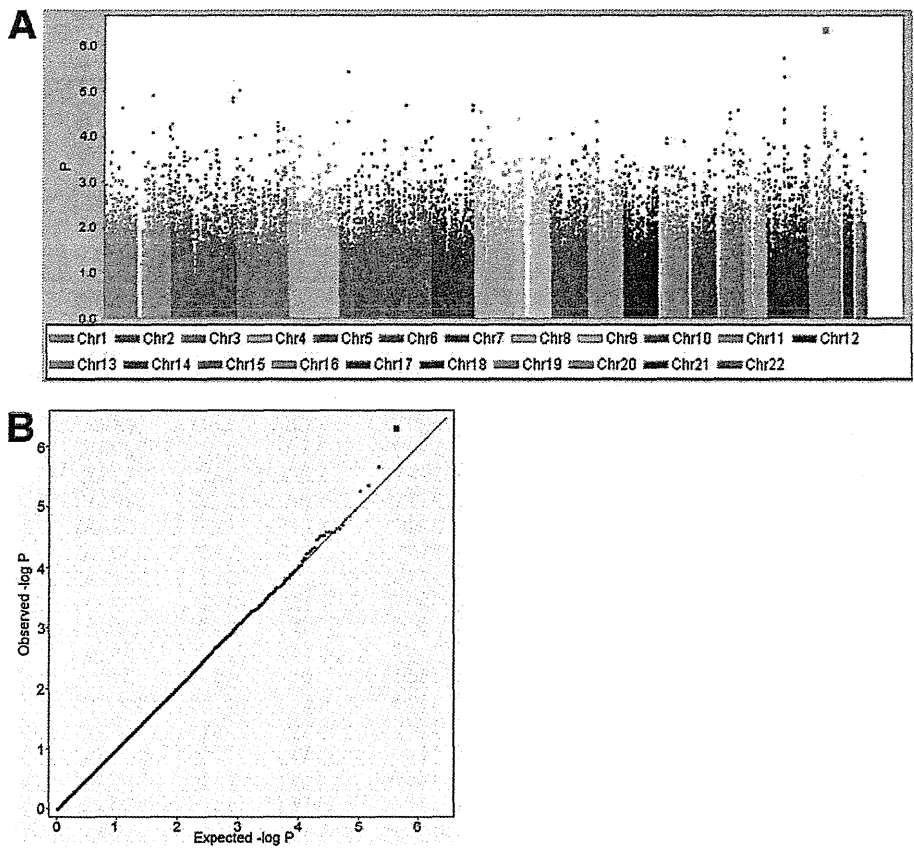 A
6.0
5.0
4.0
P
3.0
2.0
1.0
0.0
Chr1 Chr2 Chr3 Chr4 Chr5 Chr6 Chr7 Chr8 Chr9 Chr10 Chr11 Chr12
Chr13 Chr14 Chr15 Chr16 Chr17 Chr18 Chr19 Chr20 Chr21 Chr22
B
6
5
4
Observed -log P
3
2
1
0
0 1 2 3 4 5 6
Expected -log P